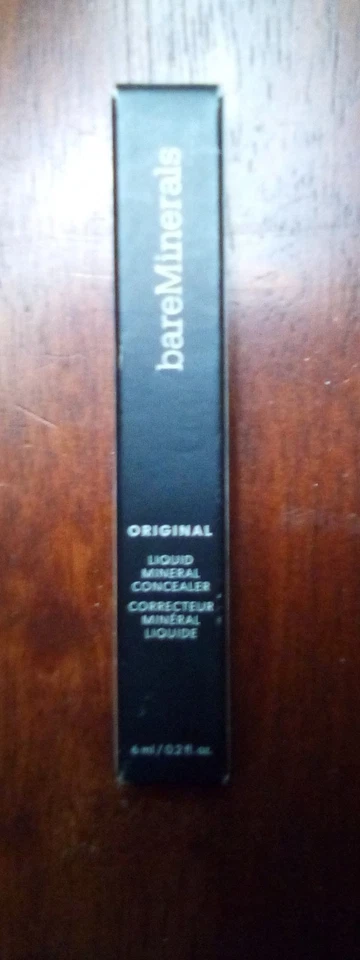 bareMinerals
ORIGINAL
LIQUID
MINERAL
CONCEALER
CORRECTEUR
MINÉRAL
LIQUIDE
6 ml / 0.2 fl. oz.